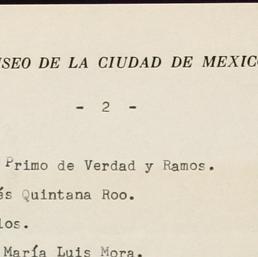 USEO DE LA CIUDAD DE MEXICO
- 2 -
Primo de Verdad y Ramos.
és Quintana Roo.
los.
María Luis Mora.